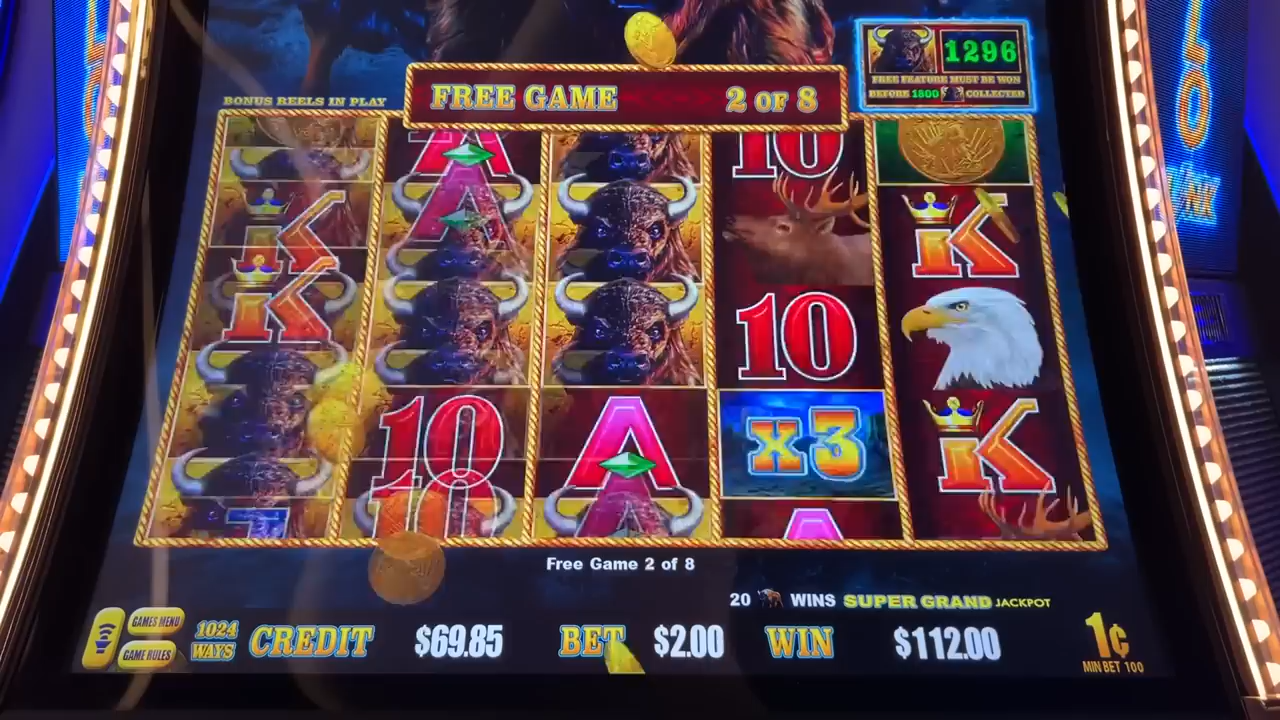 1296
FREE FEATURE MUST BE WON
BEFORE 1800 COLLECTED
BONUS REELS IN PLAY
FREE GAME 2 OF 8
A 10
K A K
K 10
10 A x3 K
10 A A
Free Game 2 of 8
20 WINS SUPER GRAND JACKPOT
GAMES MENU
GAME RULES
1024 WAYS
CREDIT $69.85 BET $2.00 WIN $112.00
1¢
MIN BET 100